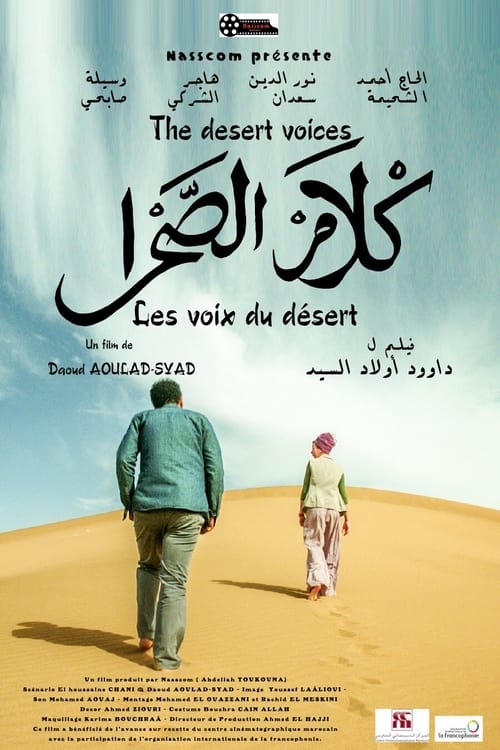 Nasscom
Nasscom présente
الحاج أحمد نور الدين هاجر وسيلة
الشحيمة سعدان الشركي صابحي
The desert voices
كلام الصحرا
Les voix du désert
Un film de
Daoud AOULAD-SYAD
فيلم ل
داوود أولاد السيد
Un film produit par Nasscom ( Abdellah TOUKOUNA)
Scénario El houssaine CHANI & Daoud AOULAD-SYAD - Image Youssef LAÂLIOUI -
Son Mohamed AOUAJ - Montage Mohamed EL OUAZZANI et Rachid EL MESKINI
Decor Ahmed ZIOURI - Costume Bouchra CAIN ALLAH
Maquillage Karima BOUCHRAÂ - Directeur de Production Ahmed EL HAJJI
Ce film a bénéficié de l'avance sur recette du centre cinématographique marocain
avec la participation de l'organisation internationale de la francophonie.
la francophonie